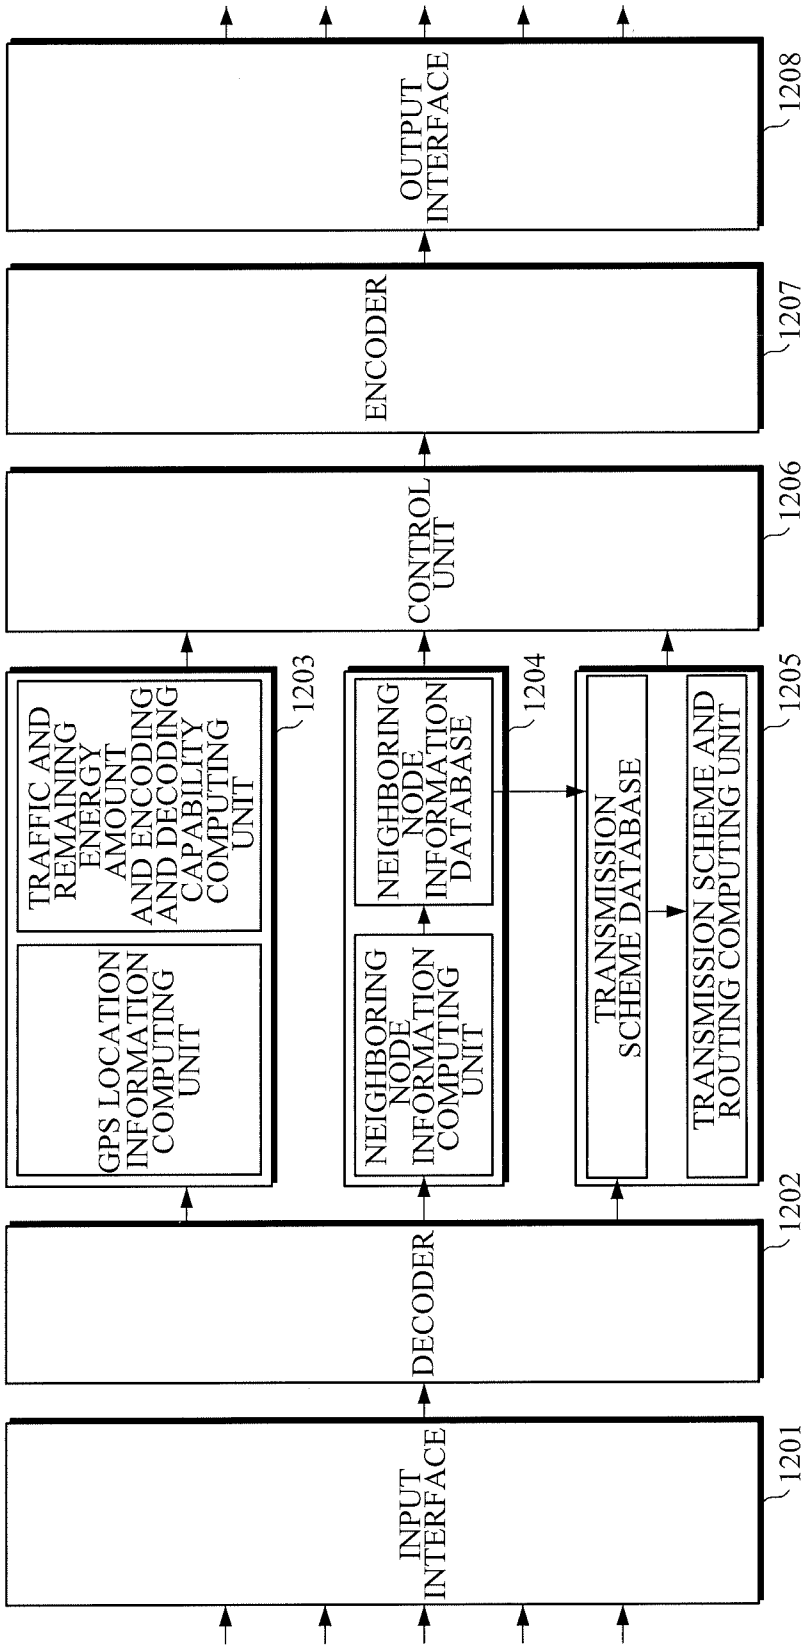 INPUT
INTERFACE
1201
DECODER
1202
GPS LOCATION
INFORMATION
COMPUTING
UNIT
TRAFFIC AND
REMAINING
ENERGY
AMOUNT
AND ENCODING
AND DECODING
CAPABILITY
COMPUTING
UNIT
1203
NEIGHBORING
NODE
INFORMATION
COMPUTING
UNIT
NEIGHBORING
NODE
INFORMATION
DATABASE
1204
TRANSMISSION
SCHEME DATABASE
TRANSMISSION SCHEME AND
ROUTING COMPUTING UNIT
1205
CONTROL
UNIT
1206
ENCODER
1207
OUTPUT
INTERFACE
1208